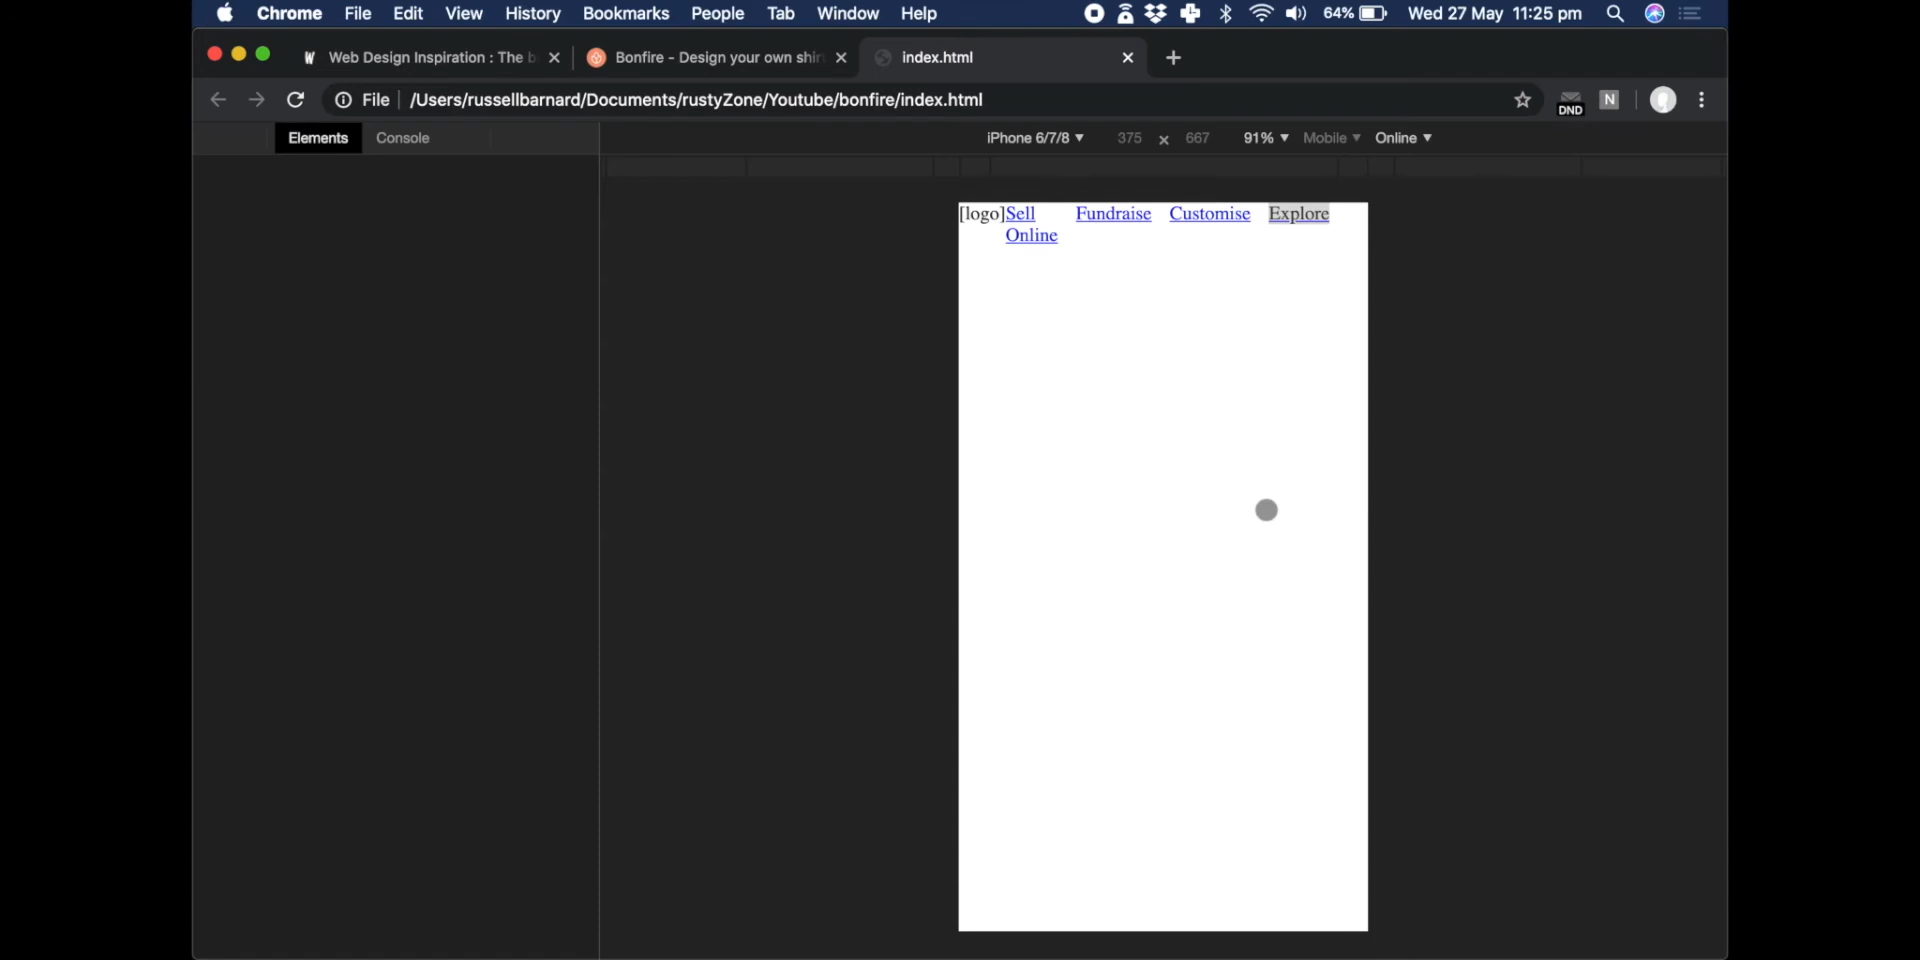 Chrome File Edit View History Bookmarks People Tab Window Help 64% Wed 27 May 11:25 pm
W Web Design Inspiration : The b Bonfire - Design your own shir index.html
File /Users/russellbarnard/Documents/rustyZone/Youtube/bonfire/index.html DND N
Elements Console iPhone 6/7/8 375 x 667 91% Mobile Online
[logo]Sell Fundraise Customise Explore
Online